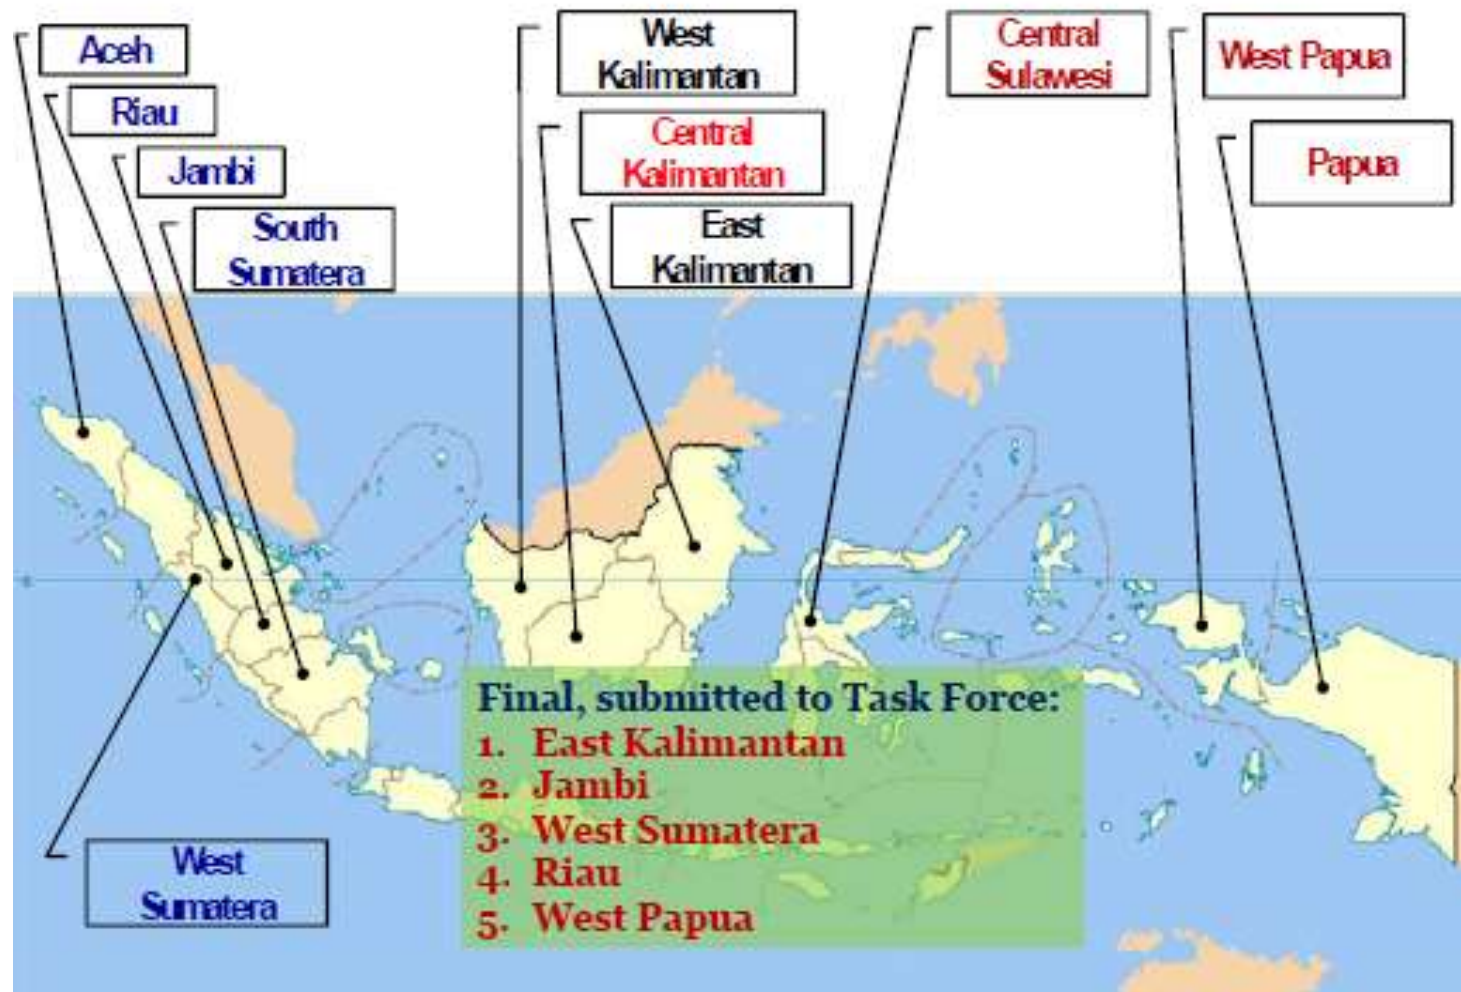 Aceh
Riau
Jambi
South
Sumatera
West
Kalimantan
Central
Kalimantan
East
Kalimantan
Central
Sulawesi
West Papua
Papua
West
Sumatera
Final, submitted to Task Force:
1. East Kalimantan
2. Jambi
3. West Sumatera
4. Riau
5. West Papua